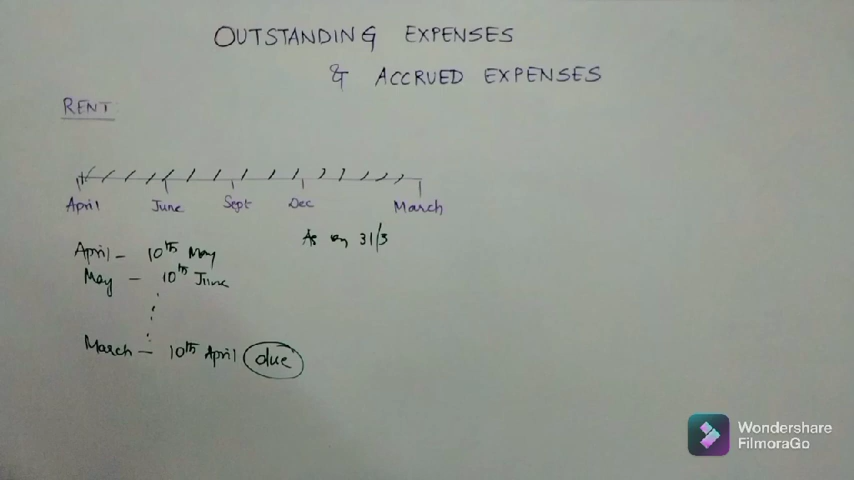 OUTSTANDING EXPENSES
& ACCRUED EXPENSES
RENT
April June Sept Dec March
As on 31/3
April - 10th May
May - 10th June
March - 10th April due
Wondershare
FilmoraGo